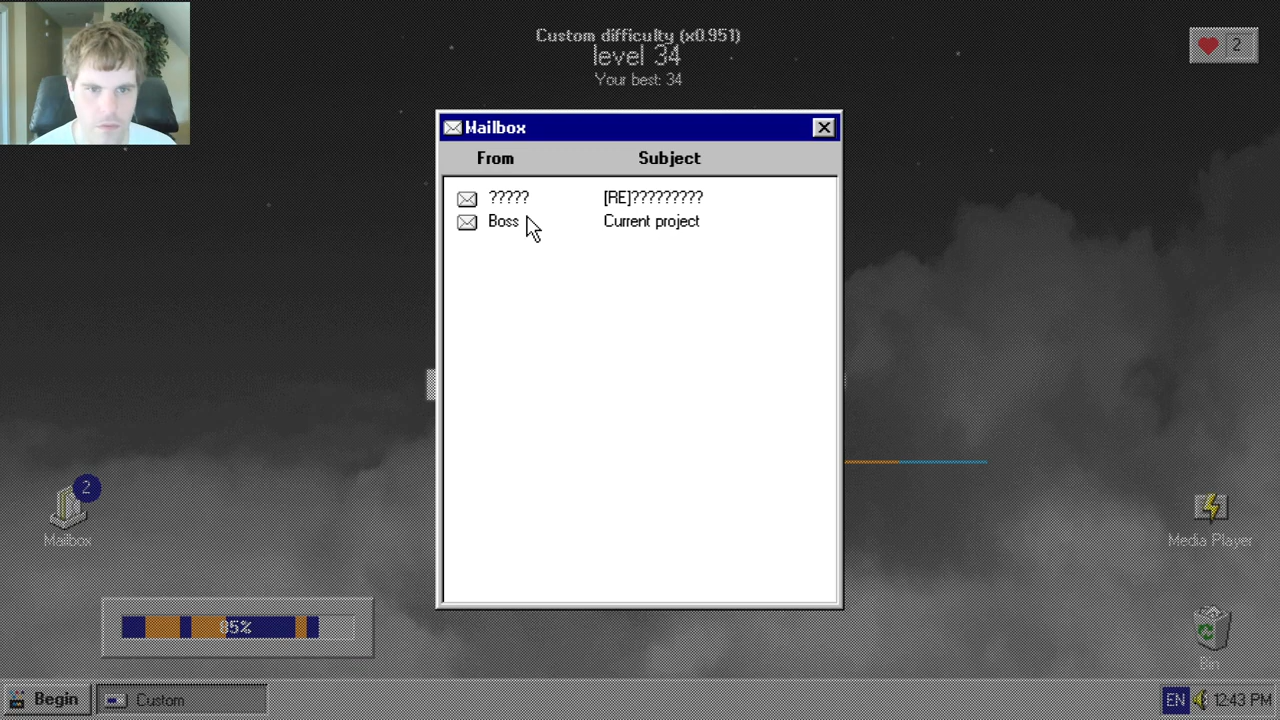 Custom difficulty (x0.951)
level 34
Your best: 34
2
Mailbox
From Subject
????? [RE]?????????
Boss Current project
2
Mailbox
Media Player
85%
Bin
Begin Custom EN 12:43 PM